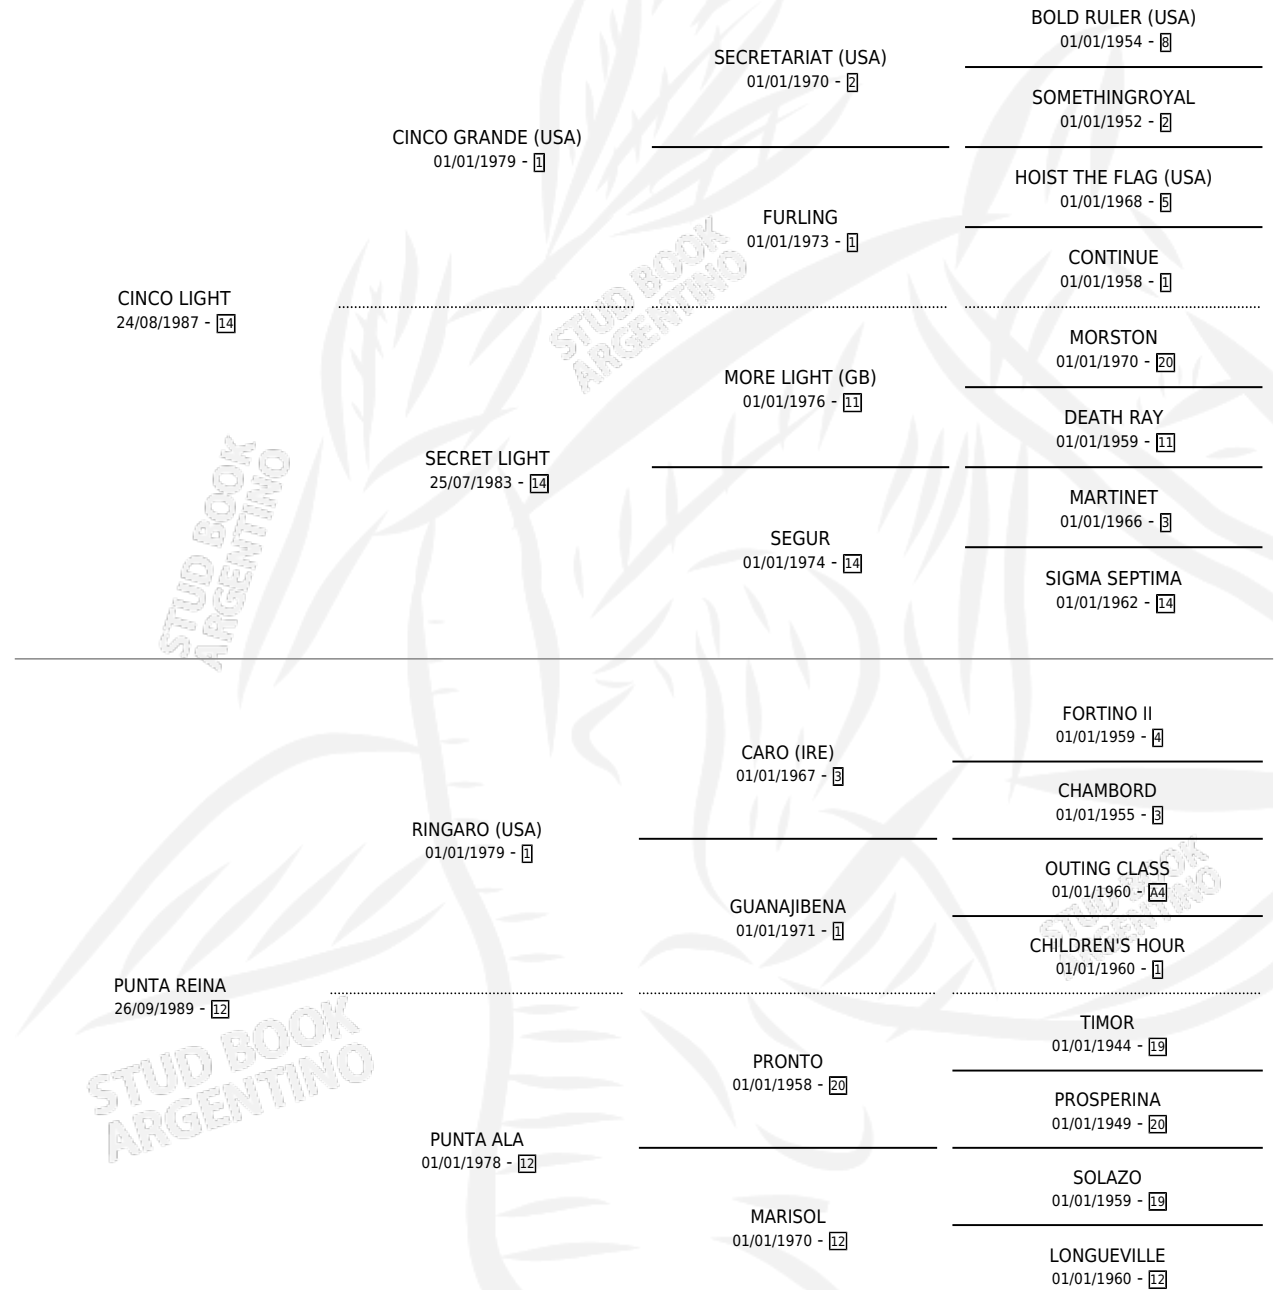 BOLD RULER (USA)
01/01/1954 - 8
SECRETARIAT (USA)
01/01/1970 - 2
SOMETHINGROYAL
01/01/1952 - 2
CINCO GRANDE (USA)
01/01/1979 - 1
HOIST THE FLAG (USA)
01/01/1968 - 5
FURLING
01/01/1973 - 1
CONTINUE
01/01/1958 - 1
CINCO LIGHT
24/08/1987 - 14
MORSTON
01/01/1970 - 20
MORE LIGHT (GB)
01/01/1976 - 11
DEATH RAY
01/01/1959 - 11
SECRET LIGHT
25/07/1983 - 14
MARTINET
01/01/1966 - 3
SEGUR
01/01/1974 - 14
SIGMA SEPTIMA
01/01/1962 - 14
FORTINO II
01/01/1959 - 4
CARO (IRE)
01/01/1967 - 3
CHAMBORD
01/01/1955 - 3
RINGARO (USA)
01/01/1979 - 1
OUTING CLASS
01/01/1960 - A4
GUANAJIBENA
01/01/1971 - 1
CHILDREN'S HOUR
01/01/1960 - 1
PUNTA REINA
26/09/1989 - 12
TIMOR
01/01/1944 - 19
PRONTO
01/01/1958 - 20
PROSPERINA
01/01/1949 - 20
PUNTA ALA
01/01/1978 - 12
SOLAZO
01/01/1959 - 19
MARISOL
01/01/1970 - 12
LONGUEVILLE
01/01/1960 - 12
STUD BOOK
ARGENTINO
STUD BOOK
ARGENTINO
STUD BOOK
ARGENTINO
STUD BOOK
ARGENTINO